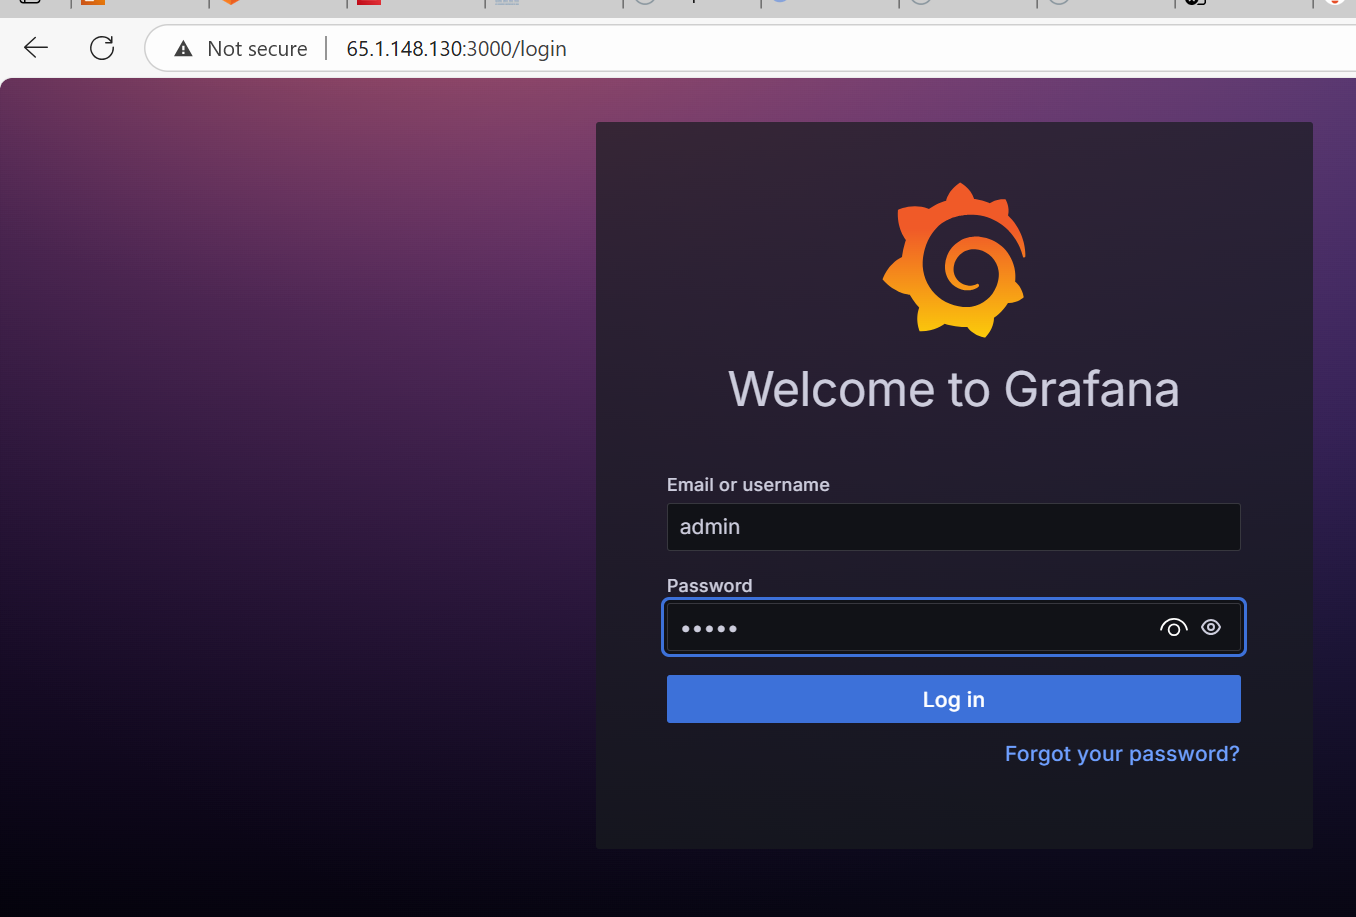 Not secure
65.1.148.130:3000/login
Welcome to Grafana
Email or username
admin
Password
•••••
Log in
Forgot your password?